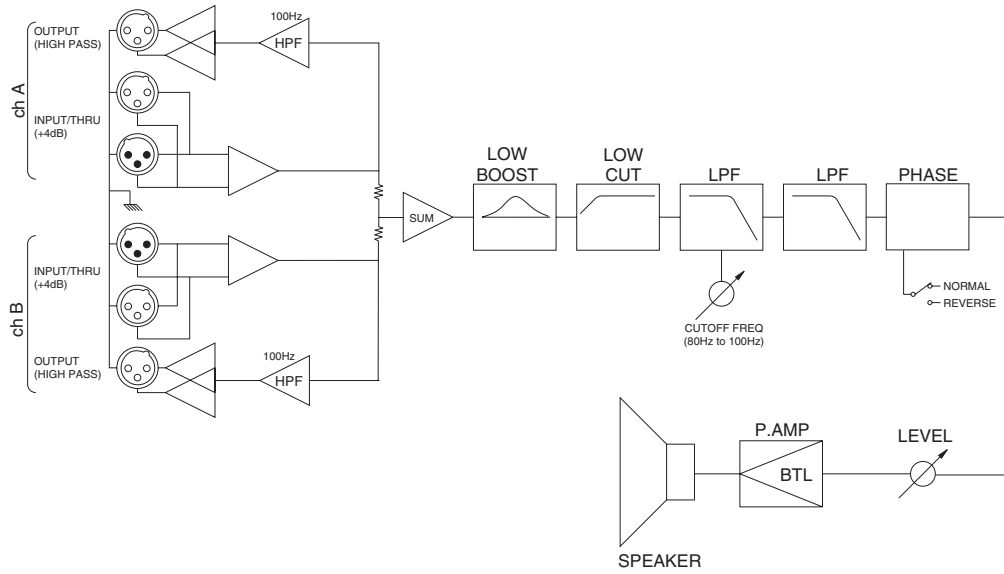 ch A
OUTPUT
(HIGH PASS)
100Hz
HPF
INPUT/THRU
(+4dB)
ch B
INPUT/THRU
(+4dB)
OUTPUT
(HIGH PASS)
100Hz
HPF
SUM
LOW
BOOST
LOW
CUT
LPF
LPF
PHASE
CUTOFF FREQ
(80Hz to 100Hz)
NORMAL
REVERSE
SPEAKER
P.AMP
BTL
LEVEL